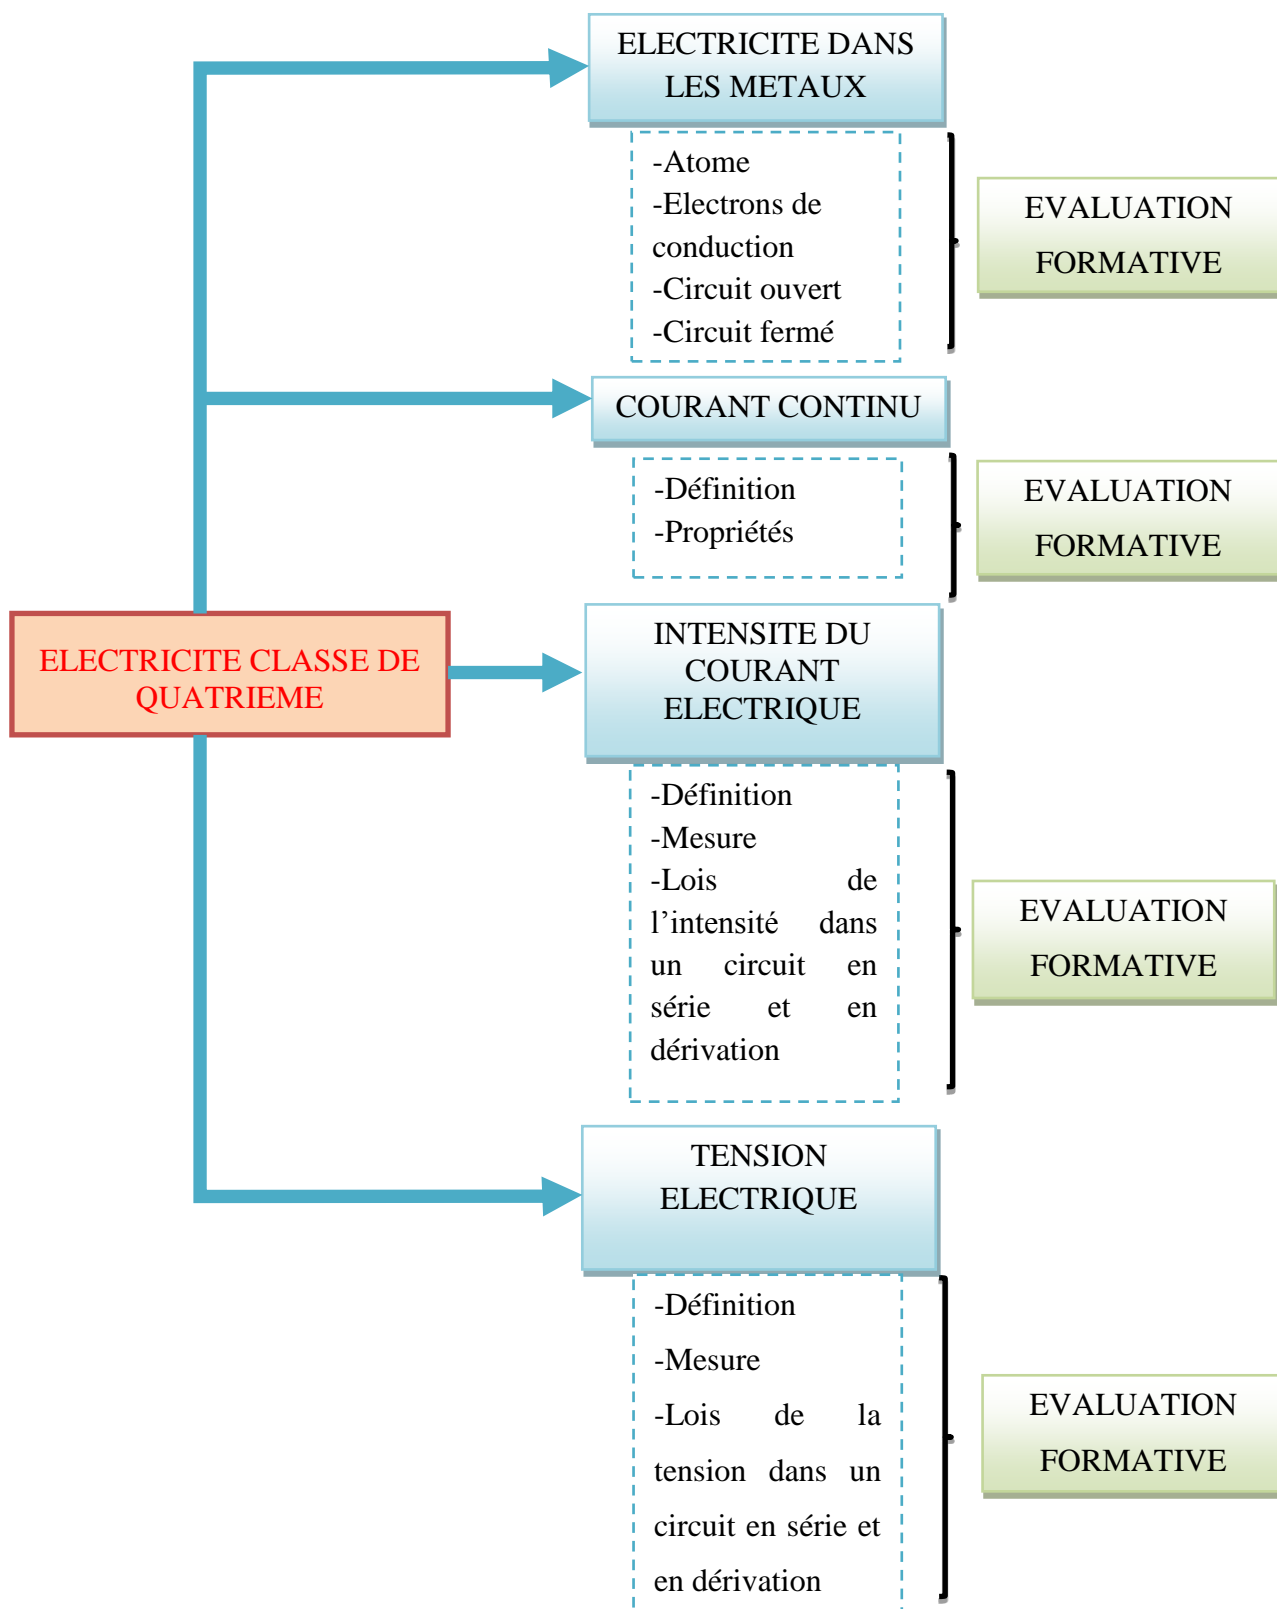 ELECTRICITE DANS
LES METAUX
-Atome
-Electrons de
conduction
-Circuit ouvert
-Circuit fermé
EVALUATION
FORMATIVE
COURANT CONTINU
-Définition
-Propriétés
EVALUATION
FORMATIVE
ELECTRICITE CLASSE DE
QUATRIEME
INTENSITE DU
COURANT
ELECTRIQUE
-Définition
-Mesure
-Lois de
l’intensité dans
un circuit en
série et en
dérivation
EVALUATION
FORMATIVE
TENSION
ELECTRIQUE
-Définition
-Mesure
-Lois de la
tension dans un
circuit en série et
en dérivation
EVALUATION
FORMATIVE